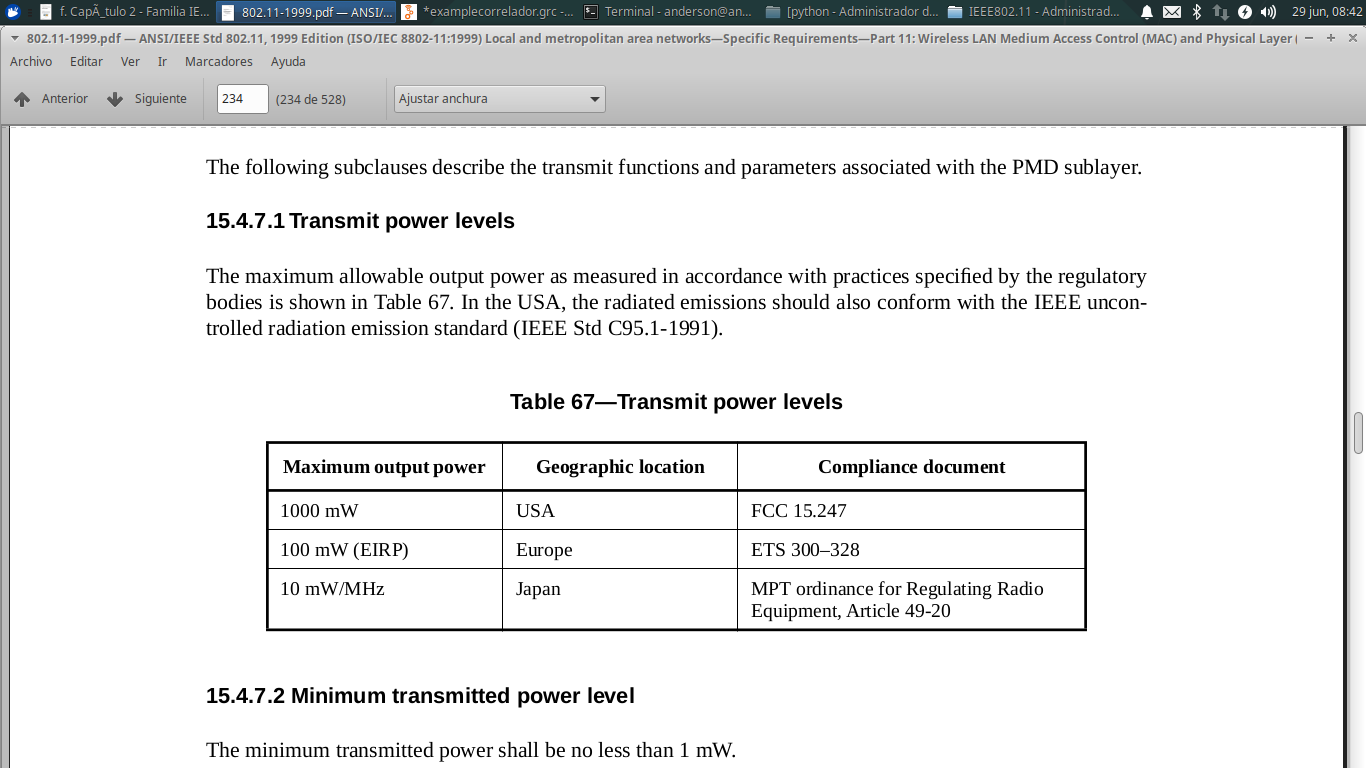 f. CapÃ_tulo 2 - Familia IE...
802.11-1999.pdf — ANSI/...
*examplecorrelador.grc -...
Terminal - anderson@an...
[python - Administrador d...
IEEE802.11 - Administrad...
29 jun, 08:42
802.11-1999.pdf — ANSI/IEEE Std 802.11, 1999 Edition (ISO/IEC 8802-11:1999) Local and metropolitan area networks—Specific Requirements—Part 11: Wireless LAN Medium Access Control (MAC) and Physical Layer (
Archivo Editar Ver Ir Marcadores Ayuda
Anterior Siguiente 234 (234 de 528) Ajustar anchura
The following subclauses describe the transmit functions and parameters associated with the PMD sublayer.
15.4.7.1 Transmit power levels
The maximum allowable output power as measured in accordance with practices specified by the regulatory
bodies is shown in Table 67. In the USA, the radiated emissions should also conform with the IEEE uncon-
trolled radiation emission standard (IEEE Std C95.1-1991).
Table 67—Transmit power levels
Maximum output power Geographic location Compliance document
1000 mW USA FCC 15.247
100 mW (EIRP) Europe ETS 300–328
10 mW/MHz Japan MPT ordinance for Regulating Radio
Equipment, Article 49-20
15.4.7.2 Minimum transmitted power level
The minimum transmitted power shall be no less than 1 mW.